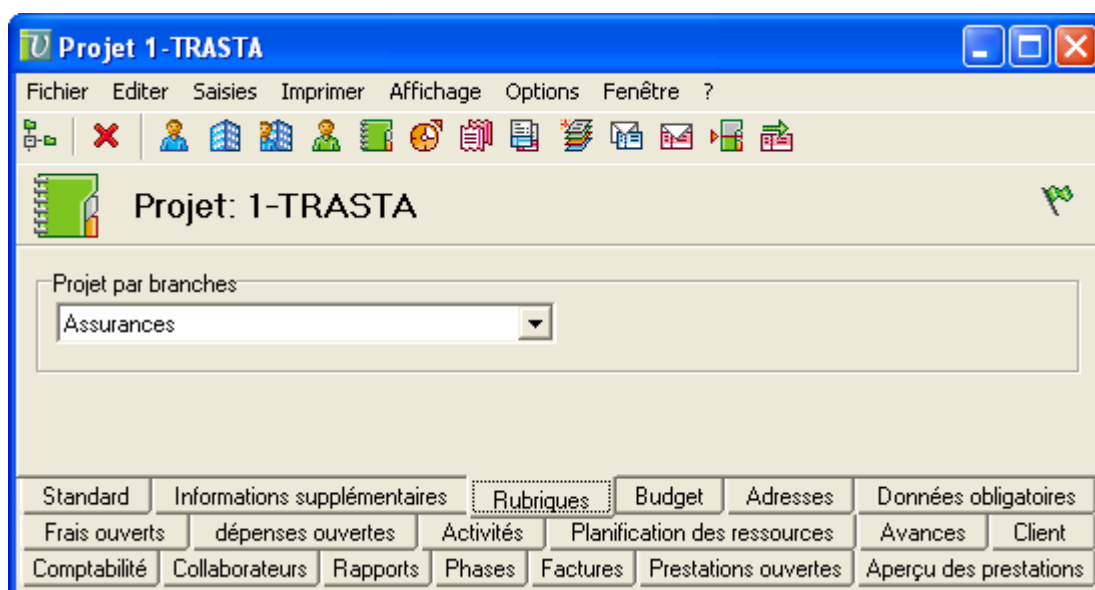 Projet 1-TRASTA
Fichier Editer Saisies Imprimer Affichage Options Fenêtre ?
Projet: 1-TRASTA
Projet par branches
Assurances
Standard Informations supplémentaires Rubriques Budget Adresses Données obligatoires
Frais ouverts dépenses ouvertes Activités Planification des ressources Avances Client
Comptabilité Collaborateurs Rapports Phases Factures Prestations ouvertes Aperçu des prestations